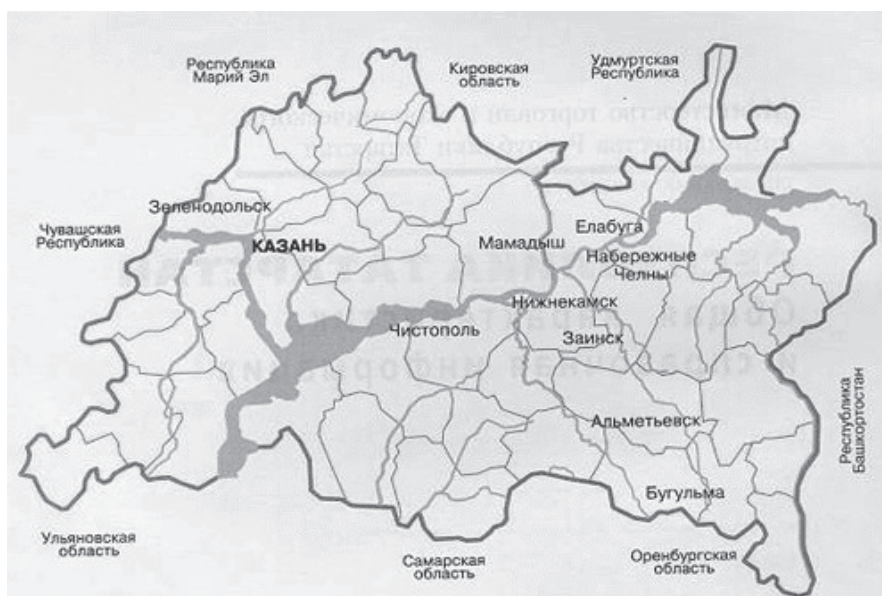 Республика
Марий Эл
Кировская
область
Удмуртская
Республика
Зеленодольск
Чувашская
Республика
КАЗАНЬ
Мамадыш
Елабуга
Набережные
Челны
Нижнекамск
Чистополь
Заинск
Альметьевск
Республика
Башкортостан
Бугульма
Ульяновская
область
Самарская
область
Оренбургская
область